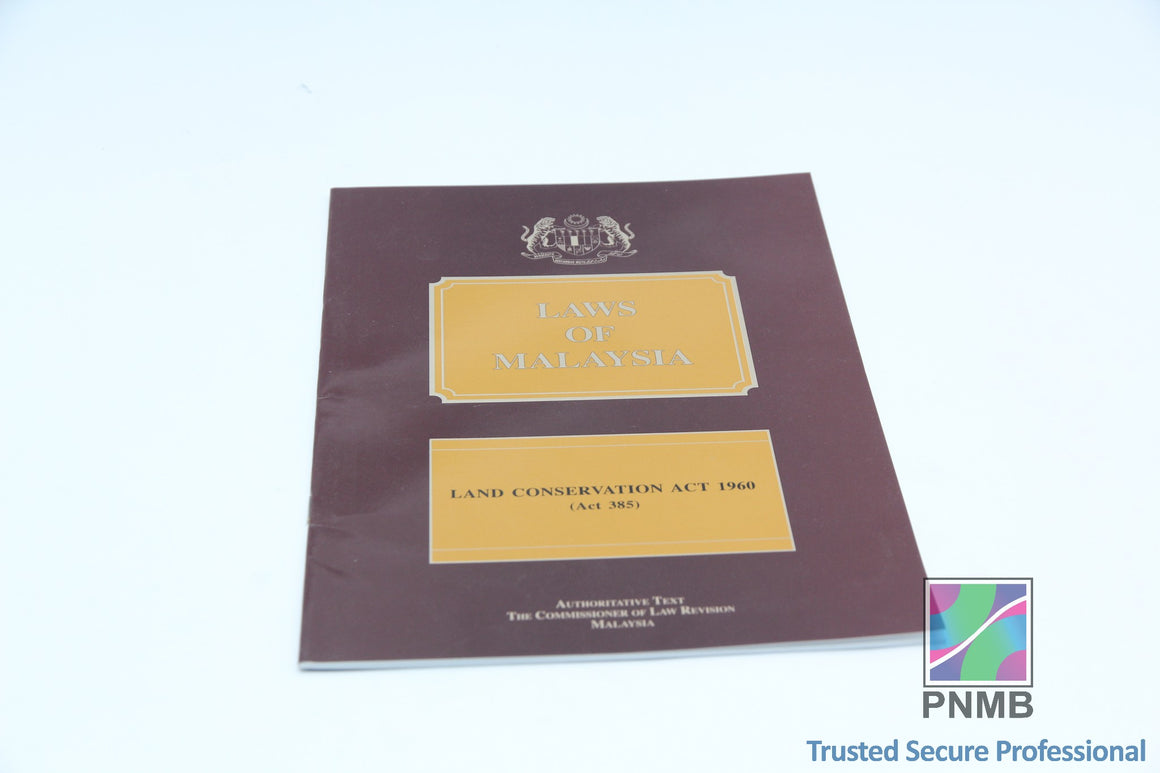 LAWS
OF
MALAYSIA
LAND CONSERVATION ACT 1960
(Act 385)
AUTHORITATIVE TEXT
THE COMMISSIONER OF LAW REVISION
MALAYSIA
PNMB
Trusted Secure Professional